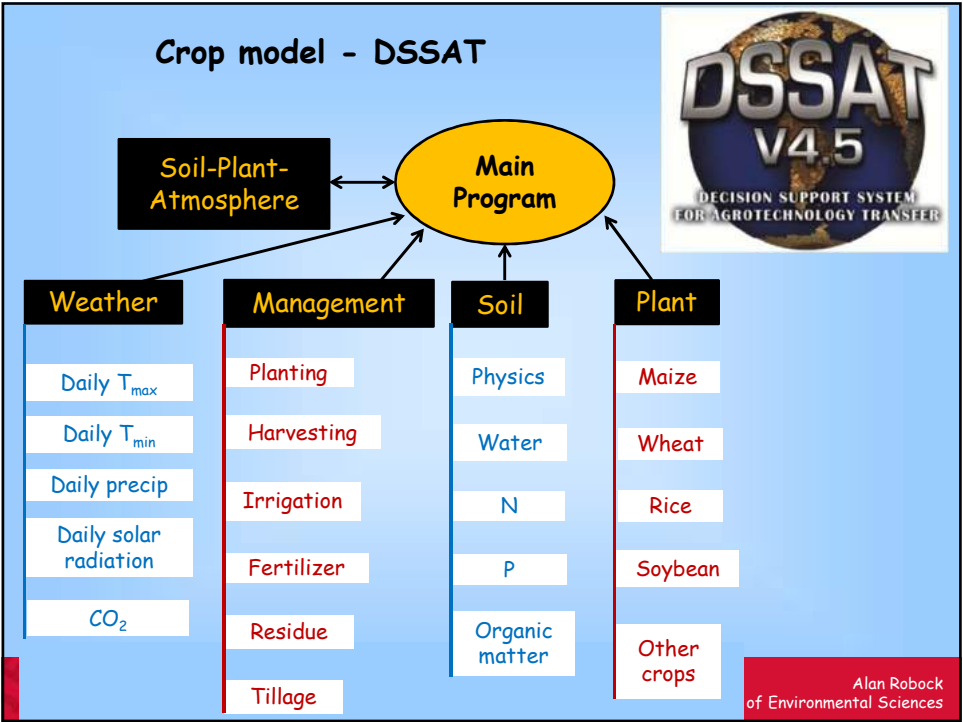 Crop model - DSSAT
DSSAT
V4.5
DECISION SUPPORT SYSTEM
FOR AGROTECHNOLOGY TRANSFER
Soil-Plant-
Atmosphere
Main
Program
Weather
Daily Tmax
Daily Tmin
Daily precip
Daily solar
radiation
CO2
Management
Planting
Harvesting
Irrigation
Fertilizer
Residue
Tillage
Soil
Physics
Water
N
P
Organic
matter
Plant
Maize
Wheat
Rice
Soybean
Other
crops
Alan Robock
of Environmental Sciences